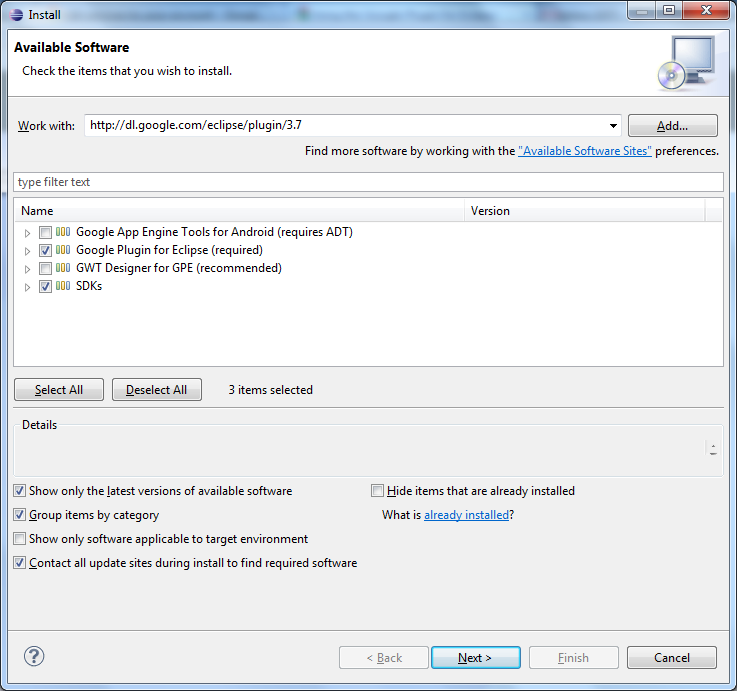 Install
Available Software
Check the items that you wish to install.
Work with: http://dl.google.com/eclipse/plugin/3.7 Add...
Find more software by working with the "Available Software Sites" preferences.
type filter text
Name Version
Google App Engine Tools for Android (requires ADT)
Google Plugin for Eclipse (required)
GWT Designer for GPE (recommended)
SDKs
Select All Deselect All 3 items selected
Details
Show only the latest versions of available software Hide items that are already installed
Group items by category What is already installed?
Show only software applicable to target environment
Contact all update sites during install to find required software
? < Back Next > Finish Cancel